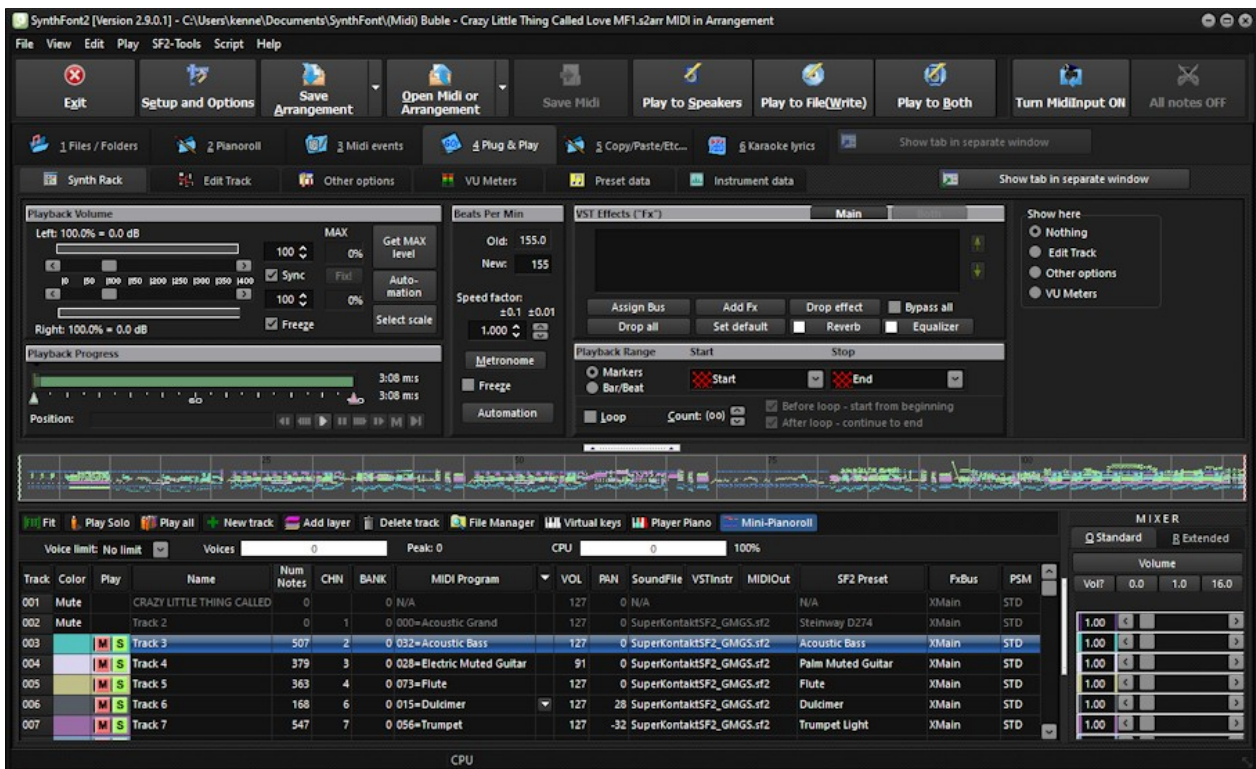 SynthFont2 [Version 2.9.0.1] - C:\Users\kenne\Documents\SynthFont\(Midi) Buble - Crazy Little Thing Called Love MF1.s2arr MIDI in Arrangement
File View Edit Play SF2-Tools Script Help
Exit Setup and Options Save Arrangement Open Midi or Arrangement Save Midi Play to Speakers Play to File(Write) Play to Both Turn MidiInput ON All notes OFF
1 Files / Folders 2 Pianoroll 3 Midi events 4 Plug & Play 5 Copy/Paste/Etc... 6 Karaoke lyrics Show tab in separate window
Synth Rack Edit Track Other options VU Meters Preset data Instrument data Show tab in separate window
Playback Volume
Left: 100.0% = 0.0 dB MAX
100 0% Get MAX level
Sync Fix!
|0 |50 |100 |150 |200 |250 |300 |350 |400
Auto-mation
100 0%
Right: 100.0% = 0.0 dB Freeze Select scale
Playback Progress
3:08 m:s
3:08 m:s
Position:
Beats Per Min
Old: 155.0
New: 155
Speed factor:
±0.1 ±0.01
1.000
Metronome
Freeze
Automation
VST Effects ("Fx") Main Both
Assign Bus Add Fx Drop effect Bypass all
Drop all Set default Reverb Equalizer
Playback Range Start Stop
Markers Start End
Bar/Beat
Loop Count: (oo) Before loop - start from beginning
After loop - continue to end
Show here
Nothing
Edit Track
Other options
VU Meters
25 50 75 100
Fit Play Solo Play all New track Add layer Delete track File Manager Virtual keys Player Piano Mini-Pianoroll
Voice limit: No limit Voices 0 Peak: 0 CPU 0 100%
Track Color Play Name Num Notes CHN BANK MIDI Program VOL PAN SoundFile VSTInstr MIDIOut SF2 Preset FxBus PSM
001 Mute CRAZY LITTLE THING CALLED 0 0 N/A 127 0 N/A N/A XMain STD
002 Mute Track 2 0 1 0 000=Acoustic Grand 127 0 SuperKontaktSF2_GMGS.sf2 Steinway D274 XMain STD
003 M S Track 3 507 2 0 032=Acoustic Bass 127 0 SuperKontaktSF2_GMGS.sf2 Acoustic Bass XMain STD
004 M S Track 4 379 3 0 028=Electric Muted Guitar 91 0 SuperKontaktSF2_GMGS.sf2 Palm Muted Guitar XMain STD
005 M S Track 5 363 4 0 073=Flute 127 0 SuperKontaktSF2_GMGS.sf2 Flute XMain STD
006 M S Track 6 168 6 0 015=Dulcimer 127 28 SuperKontaktSF2_GMGS.sf2 Dulcimer XMain STD
007 M S Track 7 547 7 0 056=Trumpet 127 -32 SuperKontaktSF2_GMGS.sf2 Trumpet Light XMain STD
MIXER
Q Standard R Extended
Volume
Vol? 0.0 1.0 16.0
1.00
1.00
1.00
1.00
1.00
1.00
CPU